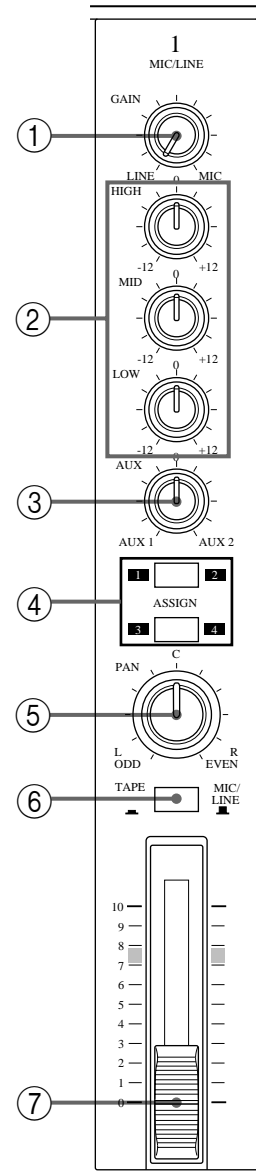 1
MIC/LINE
GAIN
①
LINE 0 MIC
HIGH
-12 0 +12
MID
②
-12 0 +12
LOW
-12 0 +12
AUX
③
AUX 1 AUX 2
1 2
④
ASSIGN
3 4
C
PAN
⑤
L R
ODD EVEN
⑥
TAPE MIC/
LINE
10
9
8
7
6
5
4
3
2
1
⑦ 0